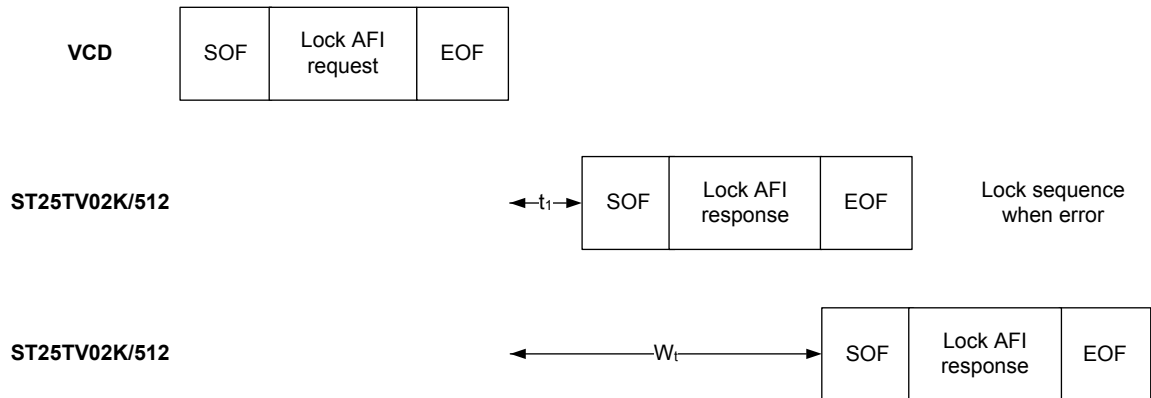 VCD
SOF
Lock AFI
request
EOF
ST25TV02K/512
t1
SOF
Lock AFI
response
EOF
Lock sequence
when error
ST25TV02K/512
Wt
SOF
Lock AFI
response
EOF